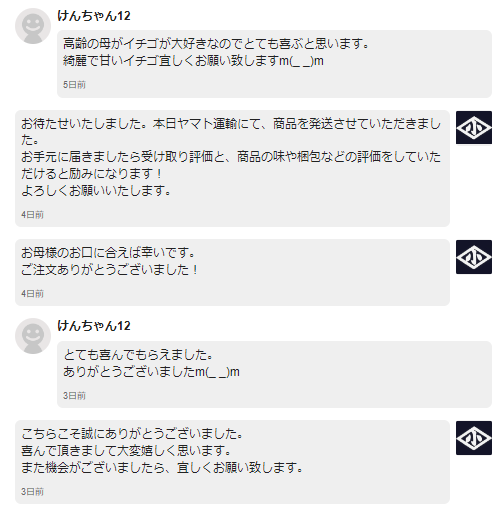 けんちゃん12
高齢の母がイチゴが大好きなのでとても喜ぶと思います。
綺麗で甘いイチゴ宜しくお願い致しますm(_ _)m
5日前
お待たせいたしました。本日ヤマト運輸にて、商品を発送させていただきまし
た。
お手元に届きましたら受け取り評価と、商品の味や梱包などの評価をしていた
だけると励みになります！
よろしくお願いいたします。
4日前
お母様のお口に合えば幸いです。
ご注文ありがとうございました！
4日前
けんちゃん12
とても喜んでもらえました。
ありがとうございましたm(_ _)m
3日前
こちらこそ誠にありがとうございました。
喜んで頂きまして大変嬉しく思います。
また機会がございましたら、宜しくお願い致します。
3日前